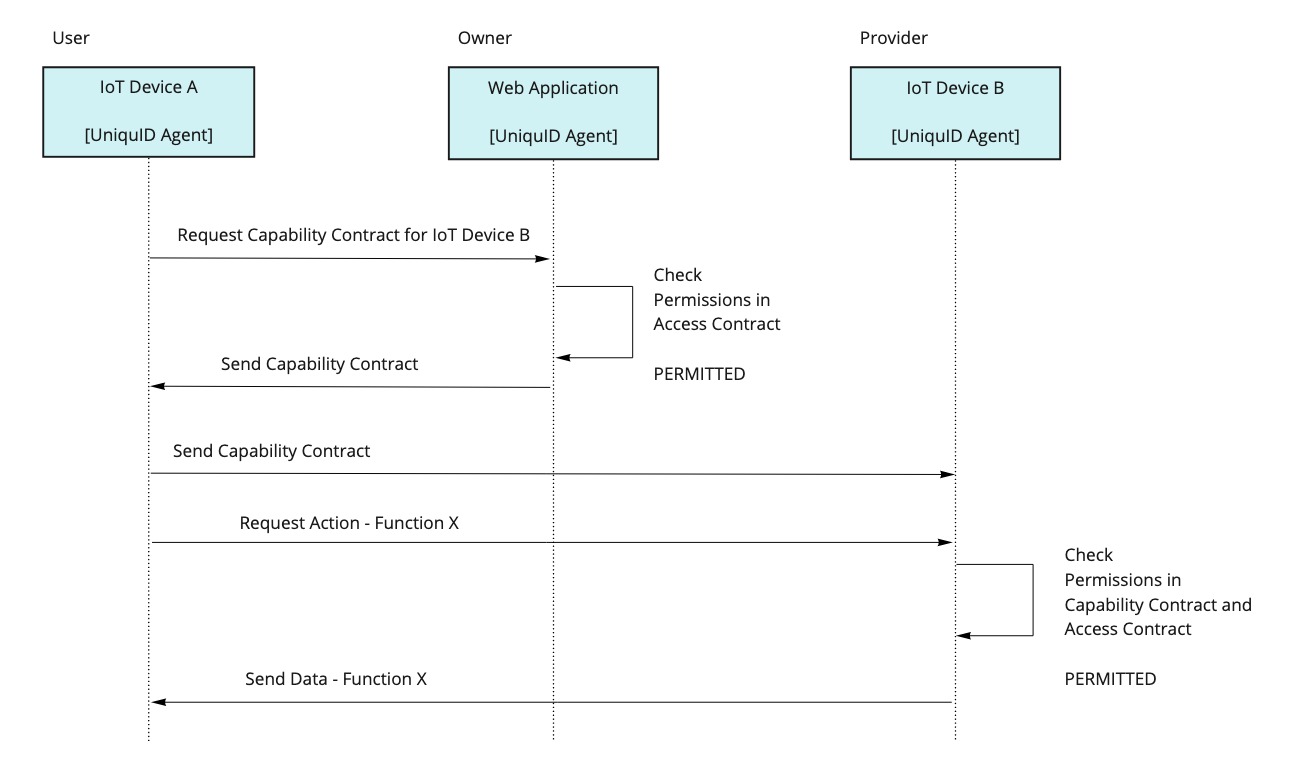 User
Owner
Provider
IoT Device A
[UniquID Agent]
Web Application
[UniquID Agent]
IoT Device B
[UniquID Agent]
Request Capability Contract for IoT Device B
Check
Permissions in
Access Contract
PERMITTED
Send Capability Contract
Send Capability Contract
Request Action - Function X
Check
Permissions in
Capability Contract and
Access Contract
PERMITTED
Send Data - Function X